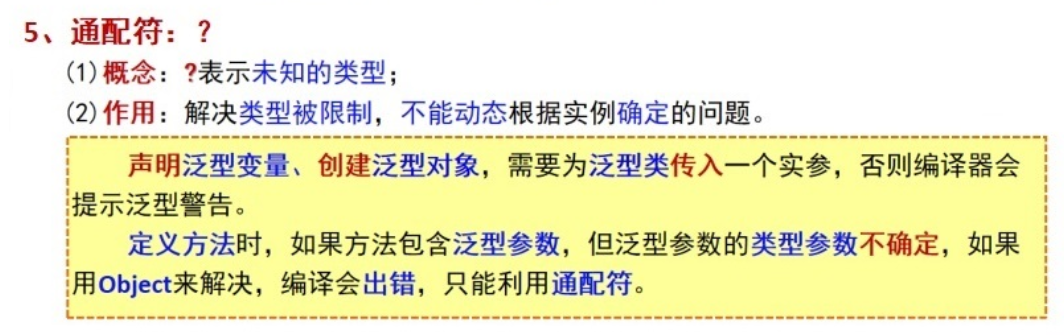 5、通配符：?
(1)概念：?表示未知的类型;
(2)作用：解决类型被限制，不能动态根据实例确定的问题。
声明泛型变量、创建泛型对象，需要为泛型类传入一个实参，否则编译器会
提示泛型警告。
定义方法时，如果方法包含泛型参数，但泛型参数的类型参数不确定，如果
用Object来解决，编译会出错，只能利用通配符。